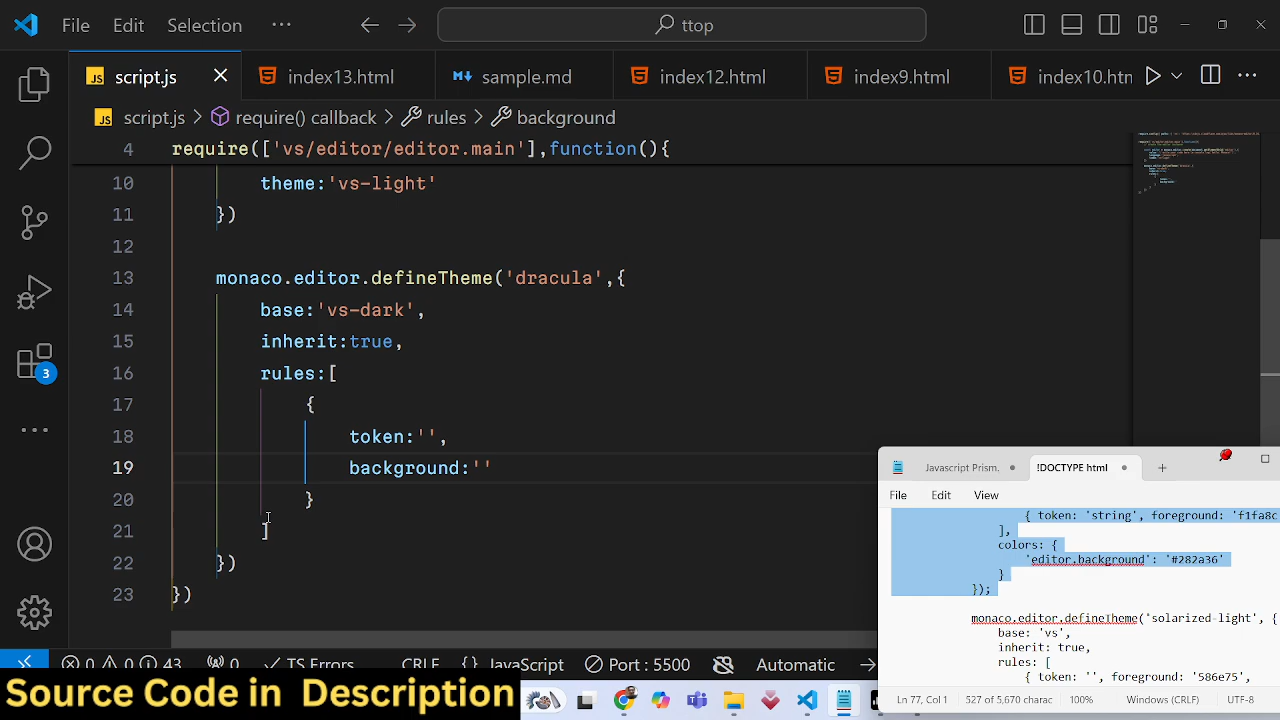 File Edit Selection ··· ttop
script.js index13.html sample.md index12.html index9.html index10.htn
script.js > require() callback > rules > background
4 require(['vs/editor/editor.main'],function(){
10 theme:'vs-light'
11 })
12
13 monaco.editor.defineTheme('dracula',{
14 base:'vs-dark',
15 inherit:true,
16 rules:[
17 {
18 token:'',
19 background:''
20 }
21 ]
22 })
23 })
3
Javascript Prism. !DOCTYPE html
File Edit View
{ token: 'string', foreground: 'f1fa8c
],
colors: {
'editor.background': '#282a36'
}
});
monaco.editor.defineTheme('solarized-light', {
base: 'vs',
inherit: true,
rules: [
{ token: '', foreground: '586e75',
Ln 77, Col 1 527 of 5,670 charac 100% Windows (CRLF) UTF-8
0 0 43 0 TS Errors CRLF {} JavaScript Port : 5500 Automatic
Source Code in Description